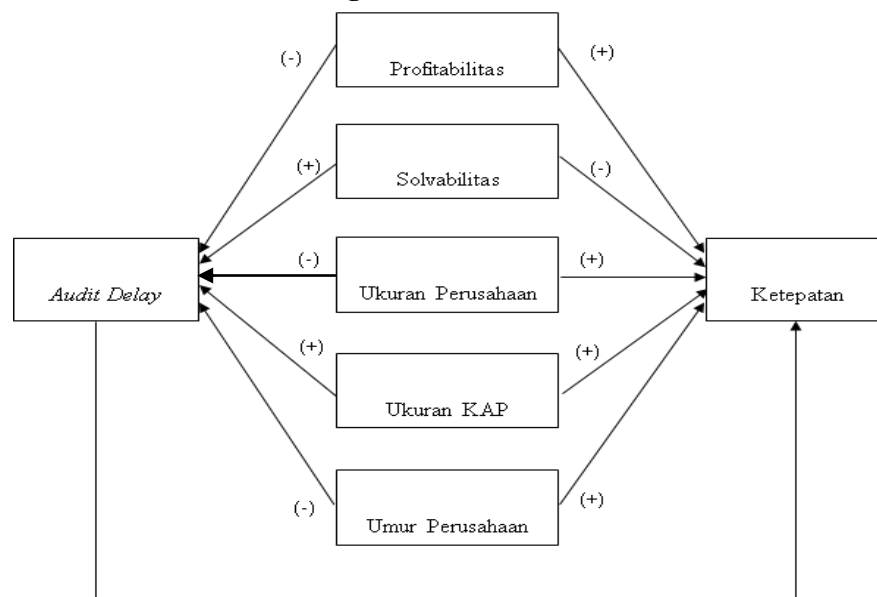 (-)
Profitabilitas
(+)
(+)
Solvabilitas
(-)
Audit Delay
(-)
Ukuran Perusahaan
(+)
Ketepatan
(+)
Ukuran KAP
(+)
(-)
Umur Perusahaan
(+)